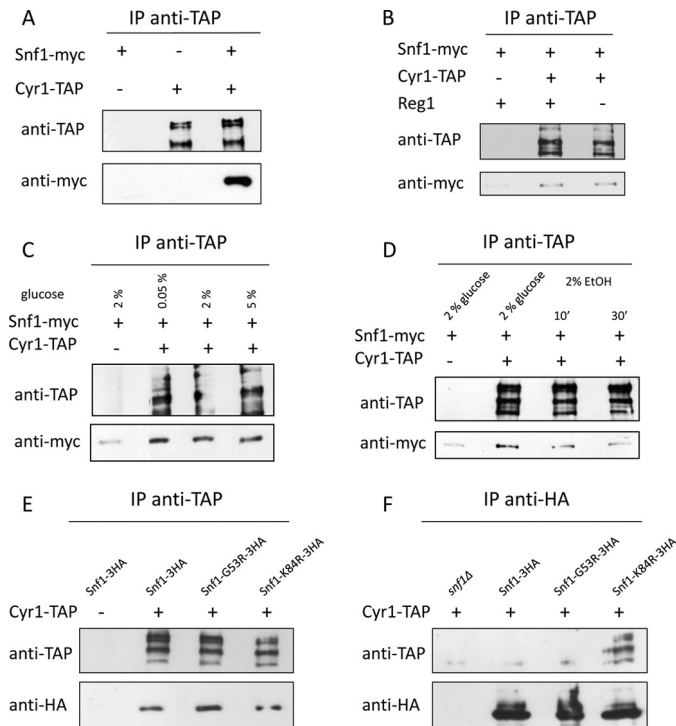 A
IP anti-TAP
Snf1-myc + - +
Cyr1-TAP - + +
anti-TAP
anti-myc
B
IP anti-TAP
Snf1-myc + + +
Cyr1-TAP - + +
Reg1 + + -
anti-TAP
anti-myc
C
IP anti-TAP
glucose 2 % 0.05 % 2 % 5 %
Snf1-myc + + + +
Cyr1-TAP - + + +
anti-TAP
anti-myc
D
IP anti-TAP
2 % glucose 2 % glucose 2% EtOH
10’ 30’
Snf1-myc + + + +
Cyr1-TAP - + + +
anti-TAP
anti-myc
E
IP anti-TAP
Snf1-3HA Snf1-3HA Snf1-G53R-3HA Snf1-K84R-3HA
Cyr1-TAP - + + +
anti-TAP
anti-HA
F
IP anti-HA
snf1Δ Snf1-3HA Snf1-G53R-3HA Snf1-K84R-3HA
Cyr1-TAP + + + +
anti-TAP
anti-HA